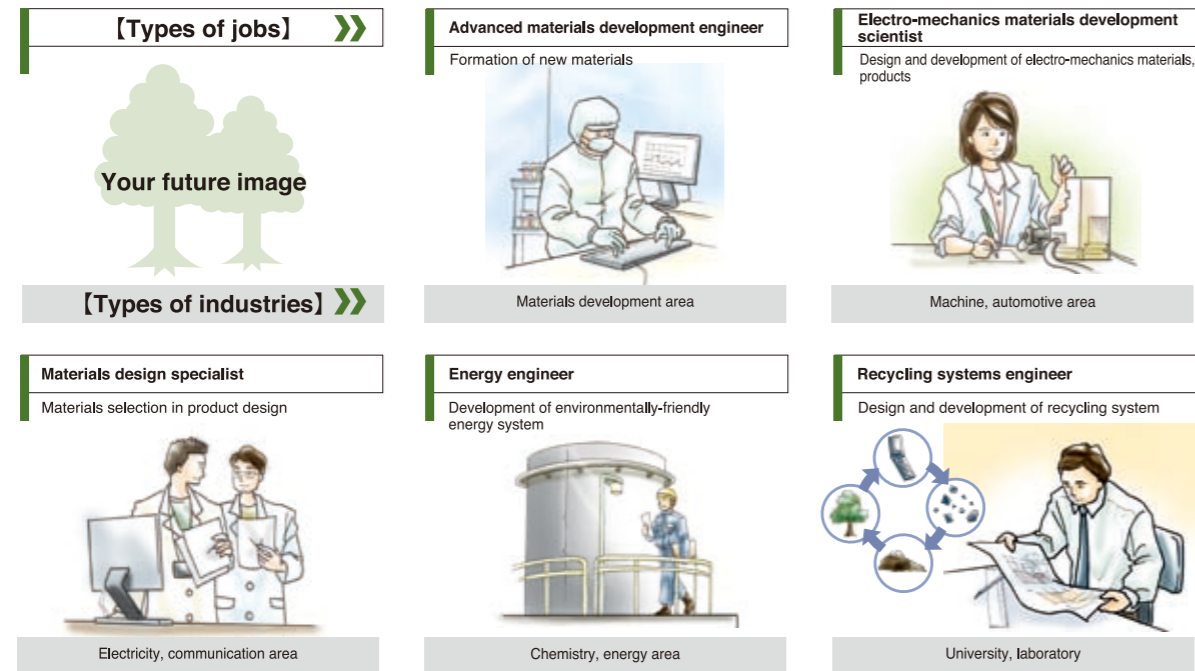 【Types of jobs】
Your future image
【Types of industries】
Advanced materials development engineer
Formation of new materials
Materials development area
Electro-mechanics materials development
scientist
Design and development of electro-mechanics materials,
products
Machine, automotive area
Materials design specialist
Materials selection in product design
Electricity, communication area
Energy engineer
Development of environmentally-friendly
energy system
Chemistry, energy area
Recycling systems engineer
Design and development of recycling system
University, laboratory